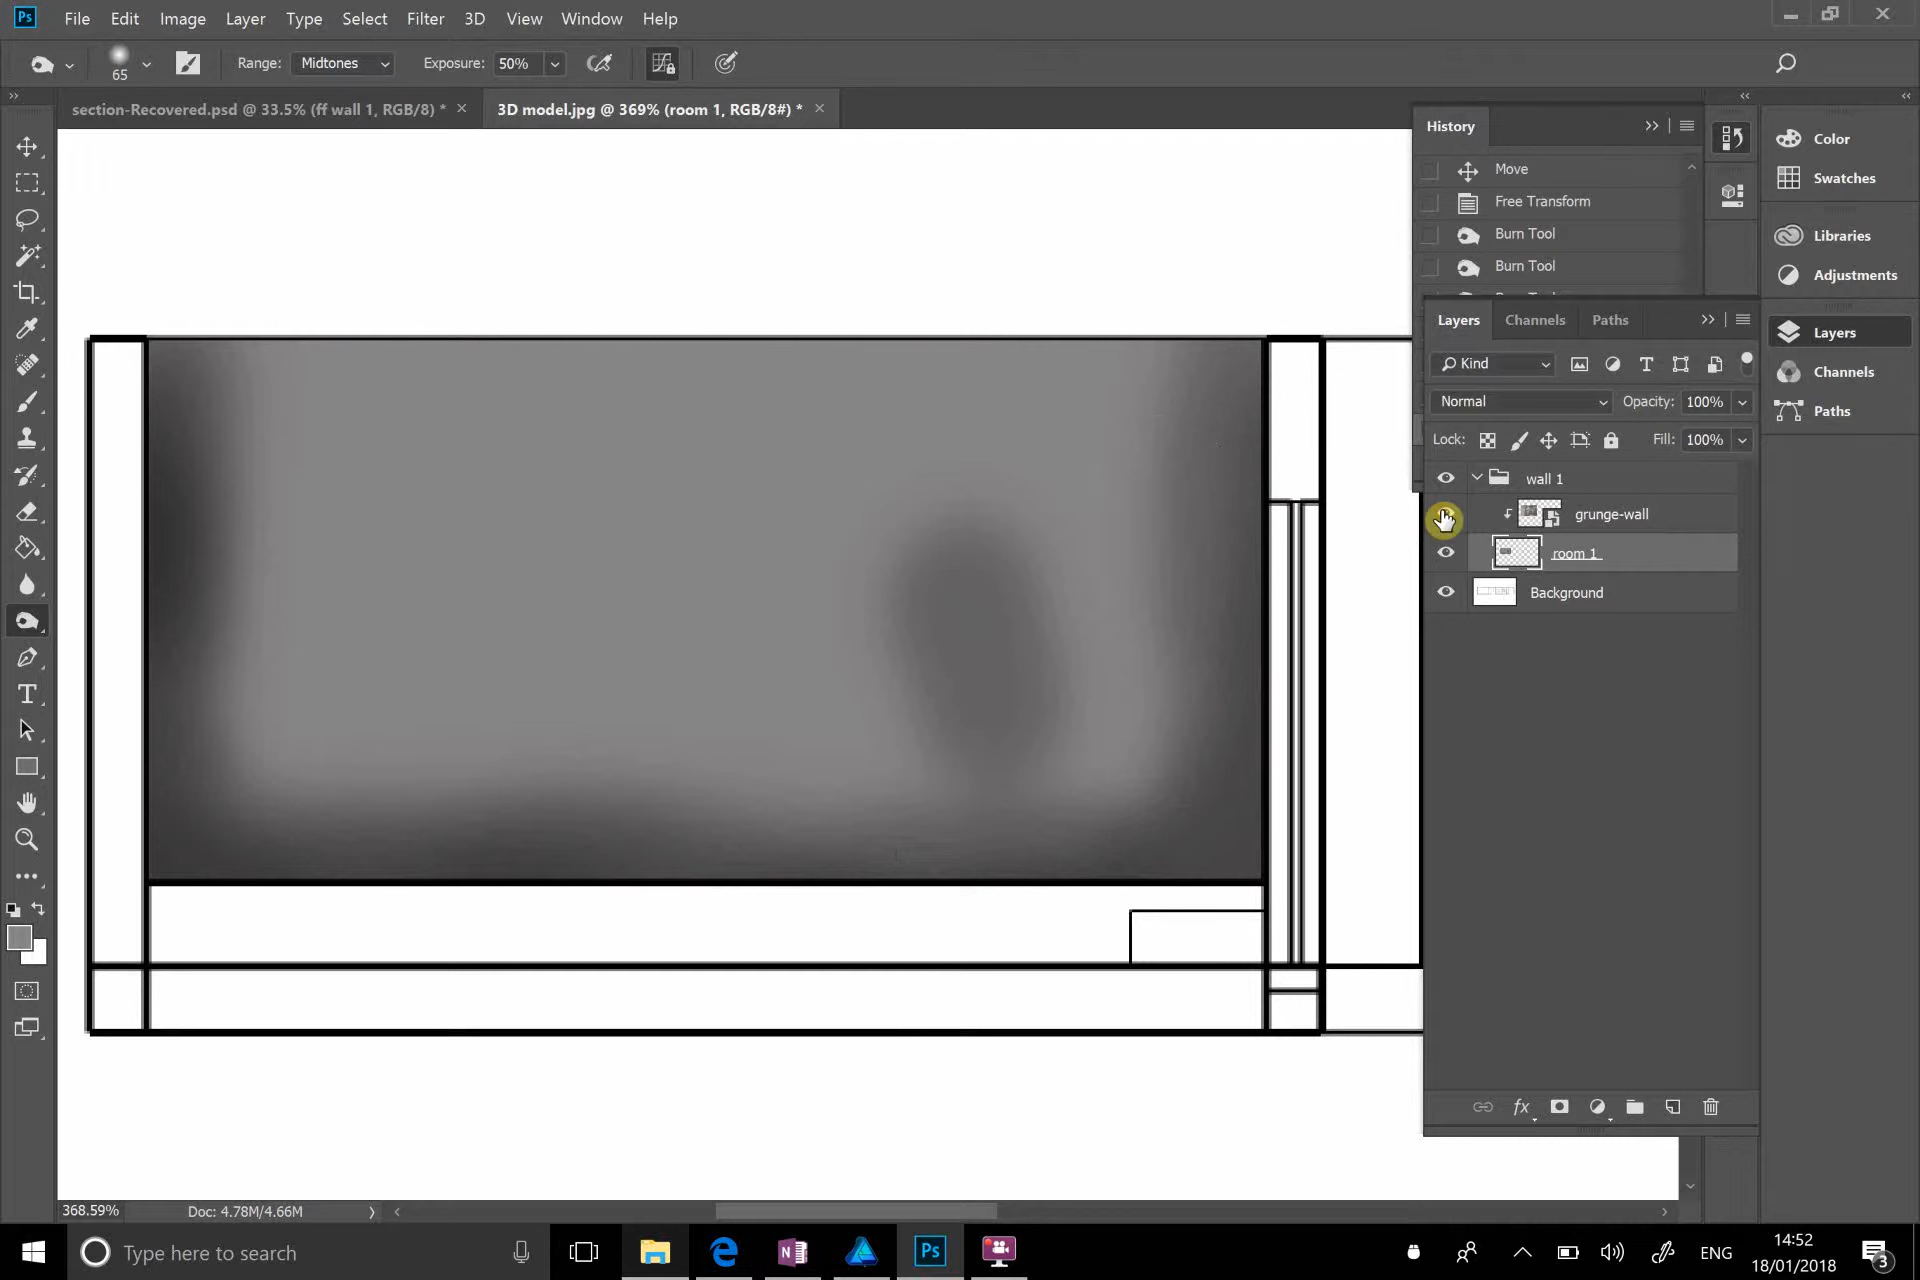 Ps File Edit Image Layer Type Select Filter 3D View Window Help
65 Range: Midtones Exposure: 50%
section-Recovered.psd @ 33.5% (ff wall 1, RGB/8) * 3D model.jpg @ 369% (room 1, RGB/8#) *
History
Move
Free Transform
Burn Tool
Burn Tool
Layers Channels Paths
Kind
Normal Opacity: 100%
Lock: Fill: 100%
wall 1
grunge-wall
room 1
Background
Color
Swatches
Libraries
Adjustments
Layers
Channels
Paths
368.59% Doc: 4.78M/4.66M
Type here to search
N
Ps
ENG
14:52
18/01/2018
3